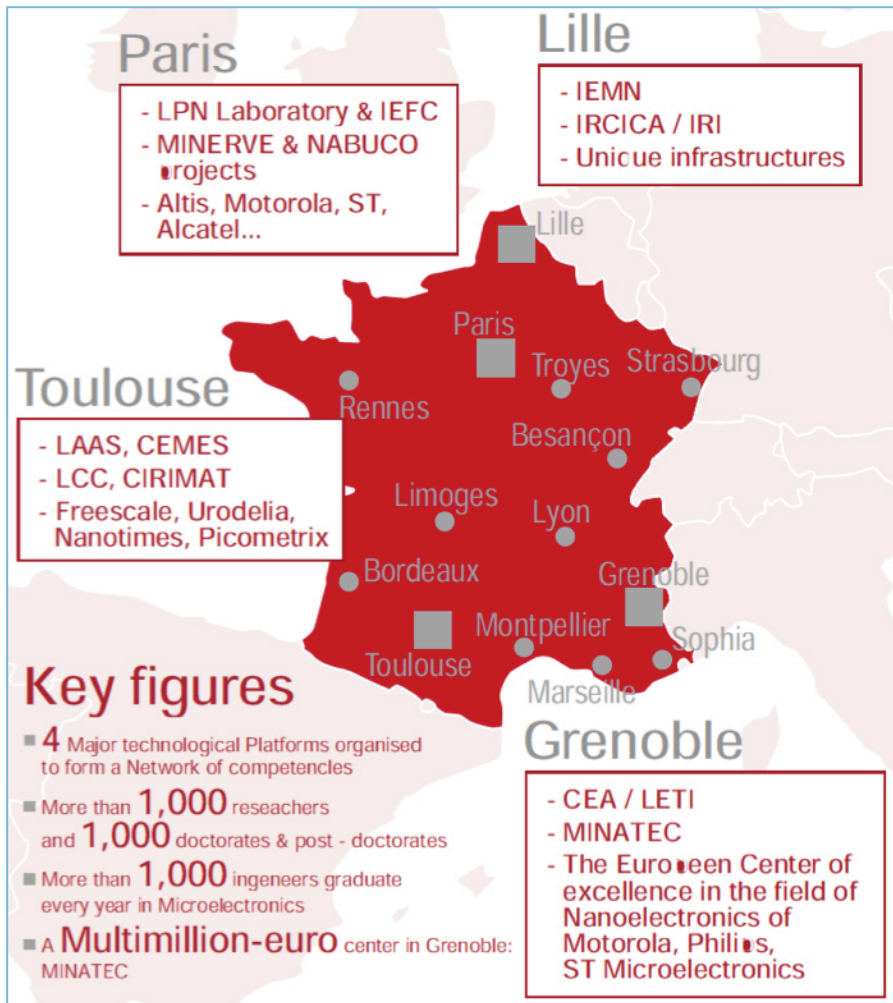 Paris
- LPN Laboratory & IEFC
- MINERVE & NABUCO
projects
- Altis, Motorola, ST,
Alcatel...
Lille
- IEMN
- IRCICA / IRI
- Unique infrastructures
Lille
Paris
Troyes
Strasbourg
Rennes
Besançon
Limoges
Lyon
Bordeaux
Grenoble
Montpellier
Sophia
Toulouse
Marseille
Toulouse
- LAAS, CEMES
- LCC, CIRIMAT
- Freescale, Urodelia,
Nanotimes, Picometrix
Key figures
4 Major technological Platforms organised
to form a Network of competencies
More than 1,000 reseachers
and 1,000 doctorates & post - doctorates
More than 1,000 ingeneers graduate
every year in Microelectronics
A Multimillion-euro center in Grenoble:
MINATEC
Grenoble
- CEA / LETI
- MINATEC
- The Européen Center of
excellence in the field of
Nanoelectronics of
Motorola, Philips,
ST Microelectronics